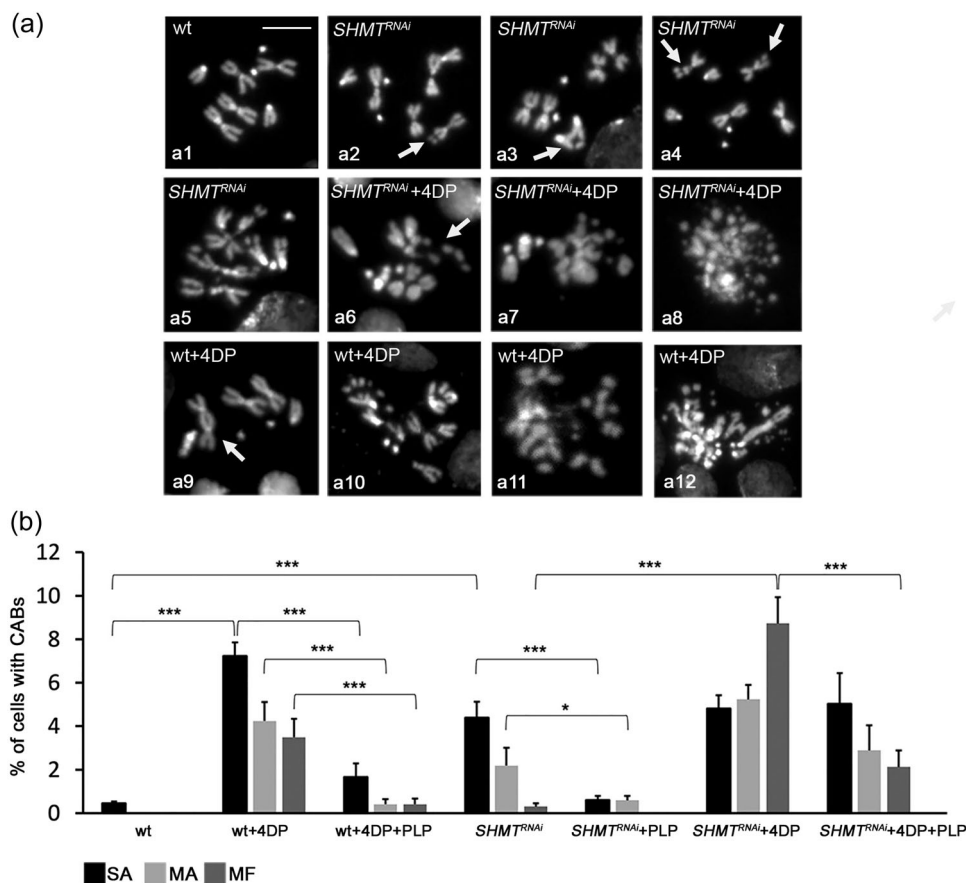 (a)
wt
SHMT^RNAi
SHMT^RNAi
SHMT^RNAi
a1
a2
a3
a4
SHMT^RNAi
SHMT^RNAi+4DP
SHMT^RNAi+4DP
SHMT^RNAi+4DP
a5
a6
a7
a8
wt+4DP
wt+4DP
wt+4DP
wt+4DP
a9
a10
a11
a12
(b)
% of cells with CABs
12
10
8
6
4
2
0
***
***
***
***
***
***
*
***
***
wt
wt+4DP
wt+4DP+PLP
SHMT^RNAi
SHMT^RNAi+PLP
SHMT^RNAi+4DP
SHMT^RNAi+4DP+PLP
SA
MA
MF